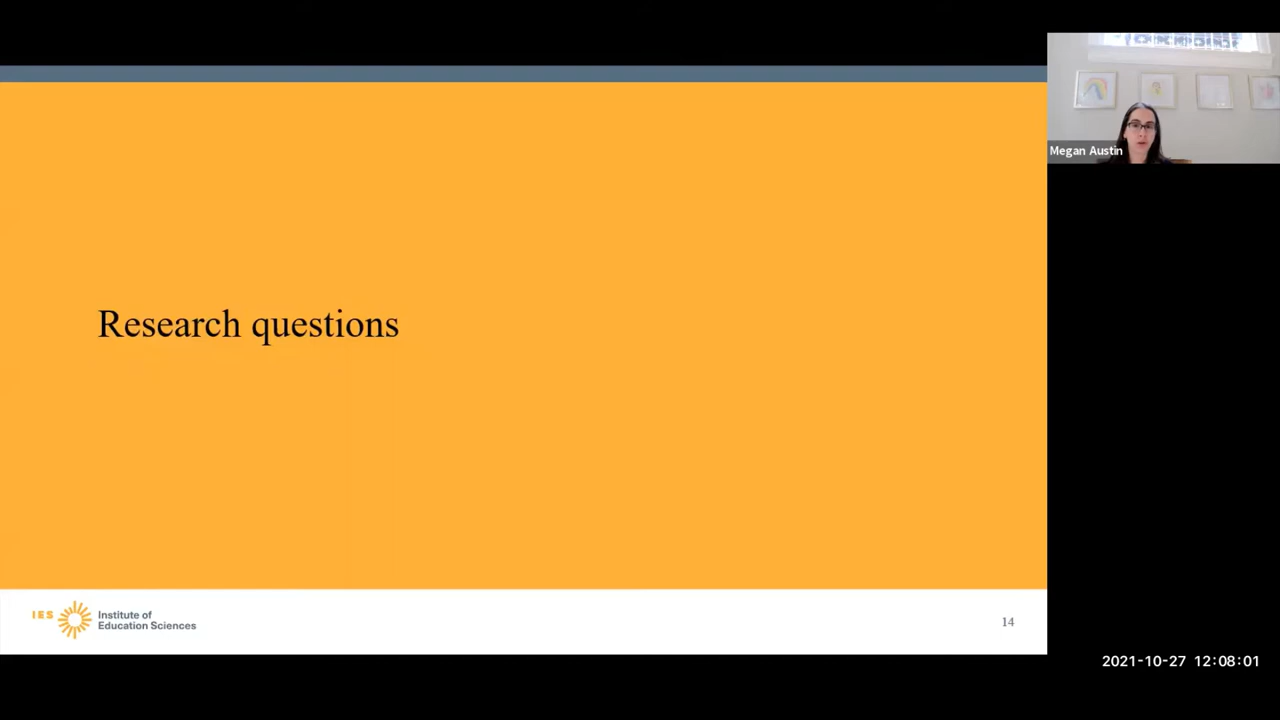 Megan Austin
Research questions
IES
Institute of
Education Sciences
14
2021-10-27 12:08:01